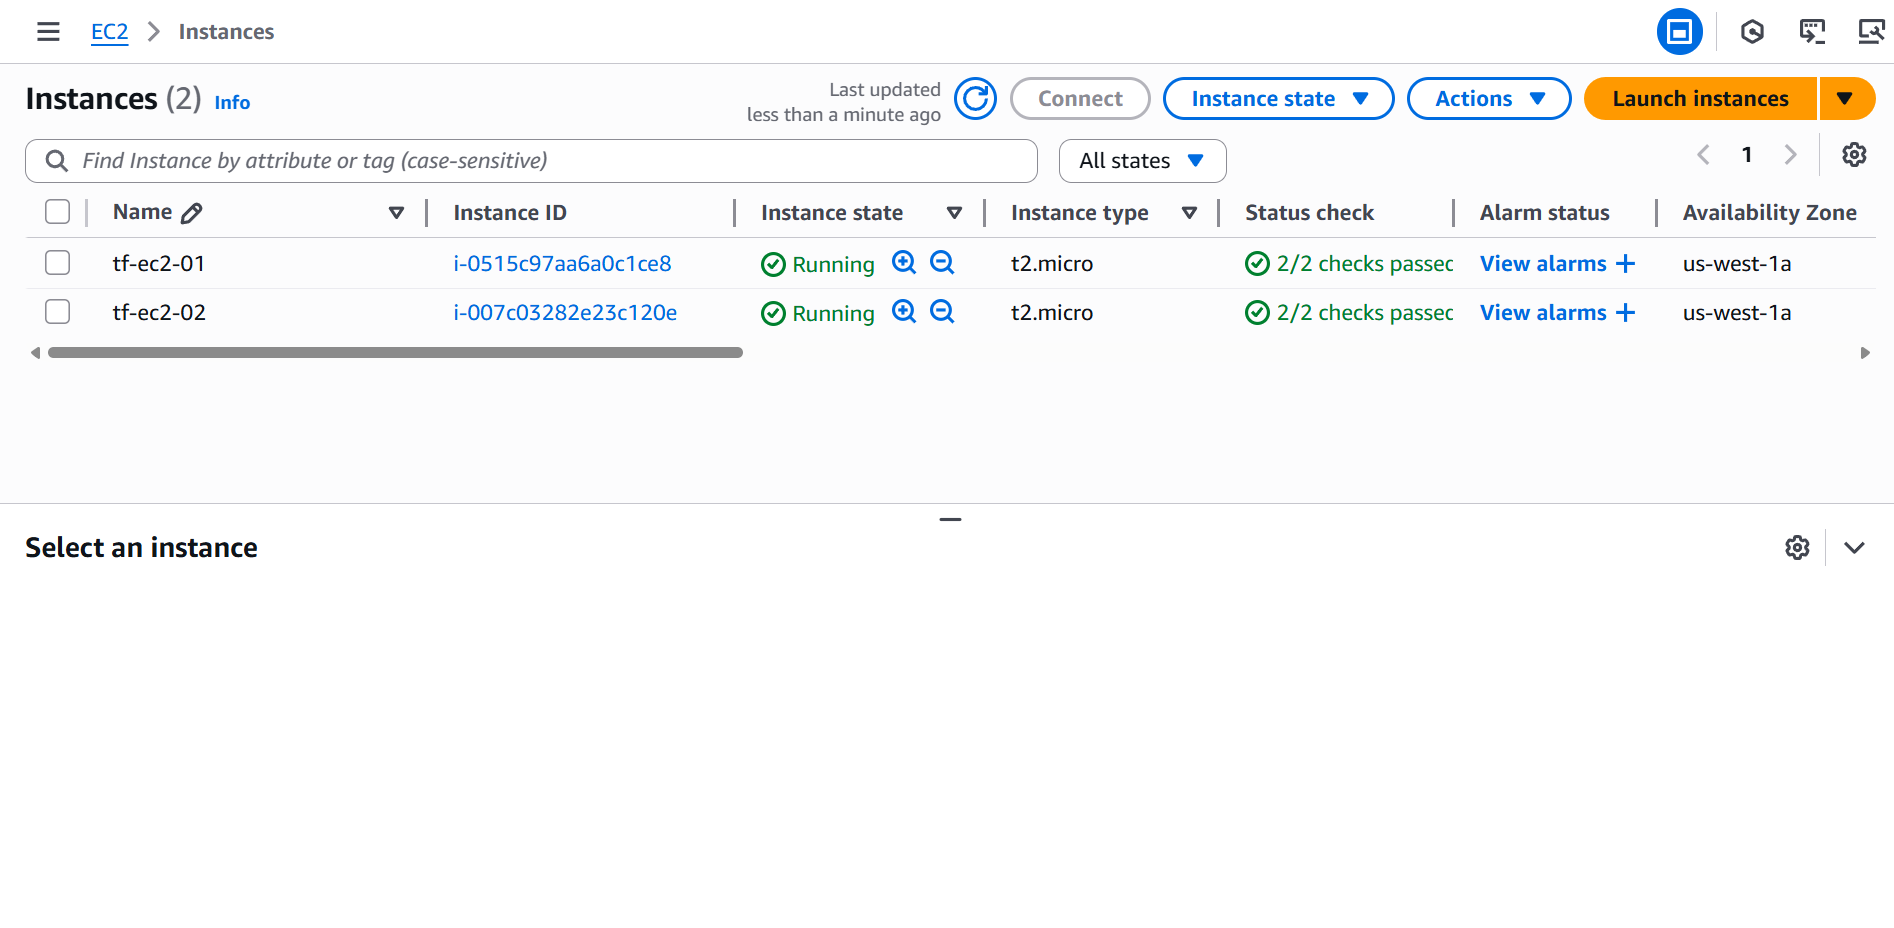 EC2 > Instances
Instances (2) Info
Last updated
less than a minute ago
Connect
Instance state
Actions
Launch instances
Find Instance by attribute or tag (case-sensitive)
All states
1
Name Instance ID Instance state Instance type Status check Alarm status Availability Zone
tf-ec2-01 i-0515c97aa6a0c1ce8 Running t2.micro 2/2 checks passed View alarms + us-west-1a
tf-ec2-02 i-007c03282e23c120e Running t2.micro 2/2 checks passed View alarms + us-west-1a
Select an instance